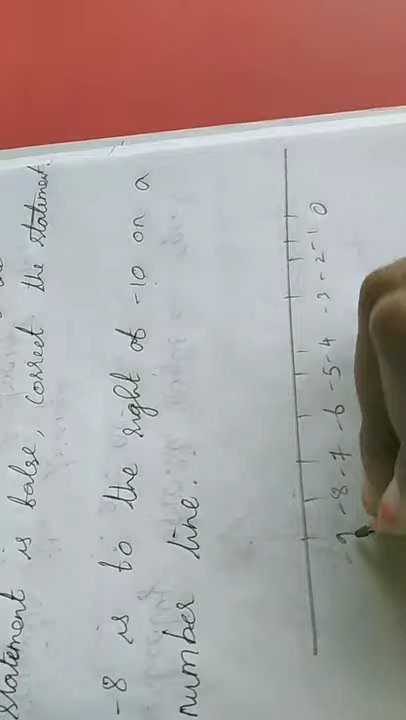 statement is false, correct the statement.
-8 is to the right of -10 on a
number line.
-9 -8 -7 -6 -5 -4 -3 -2 -1 0